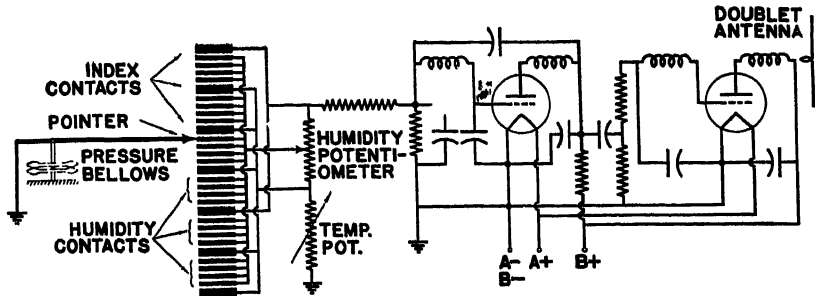 DOUBLET
ANTENNA
INDEX
CONTACTS
POINTER
PRESSURE
BELLOWS
HUMIDITY
POTENTI-
OMETER
HUMIDITY
CONTACTS
TEMP.
POT.
A-
B-
A+
B+